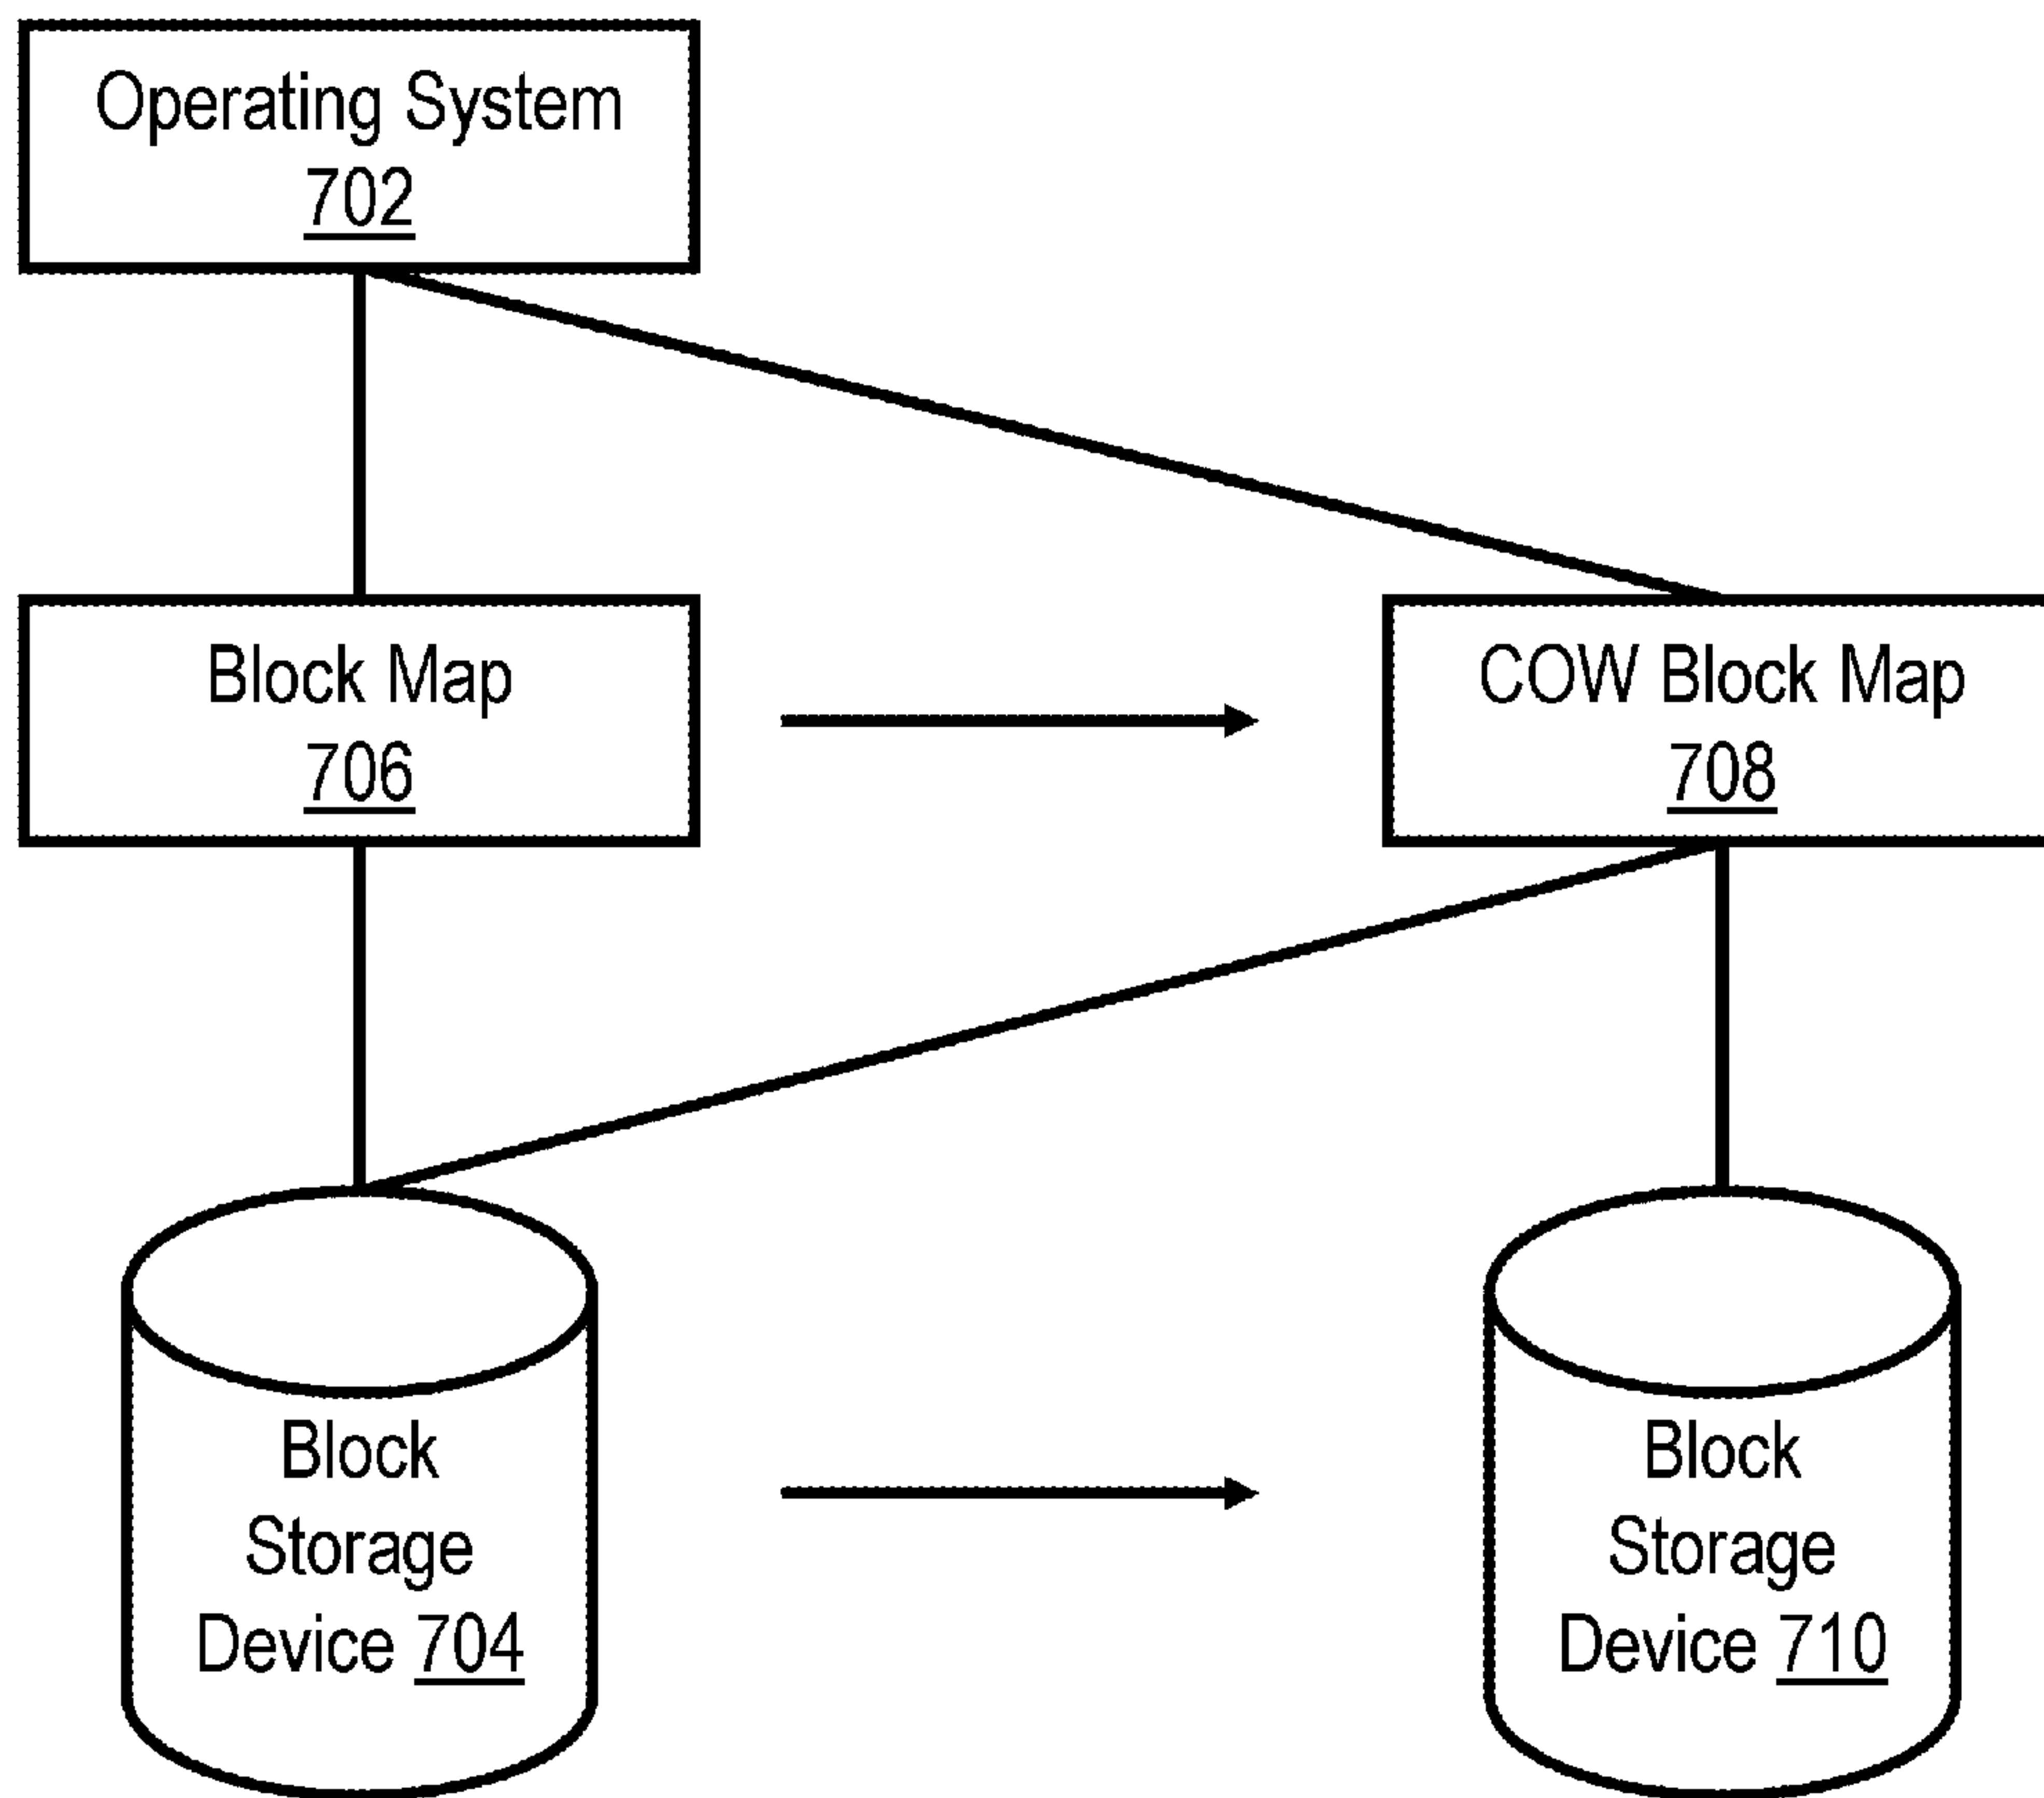 Operating System
702
Block Map
706
COW Block Map
708
Block
Storage
Device 704
Block
Storage
Device 710